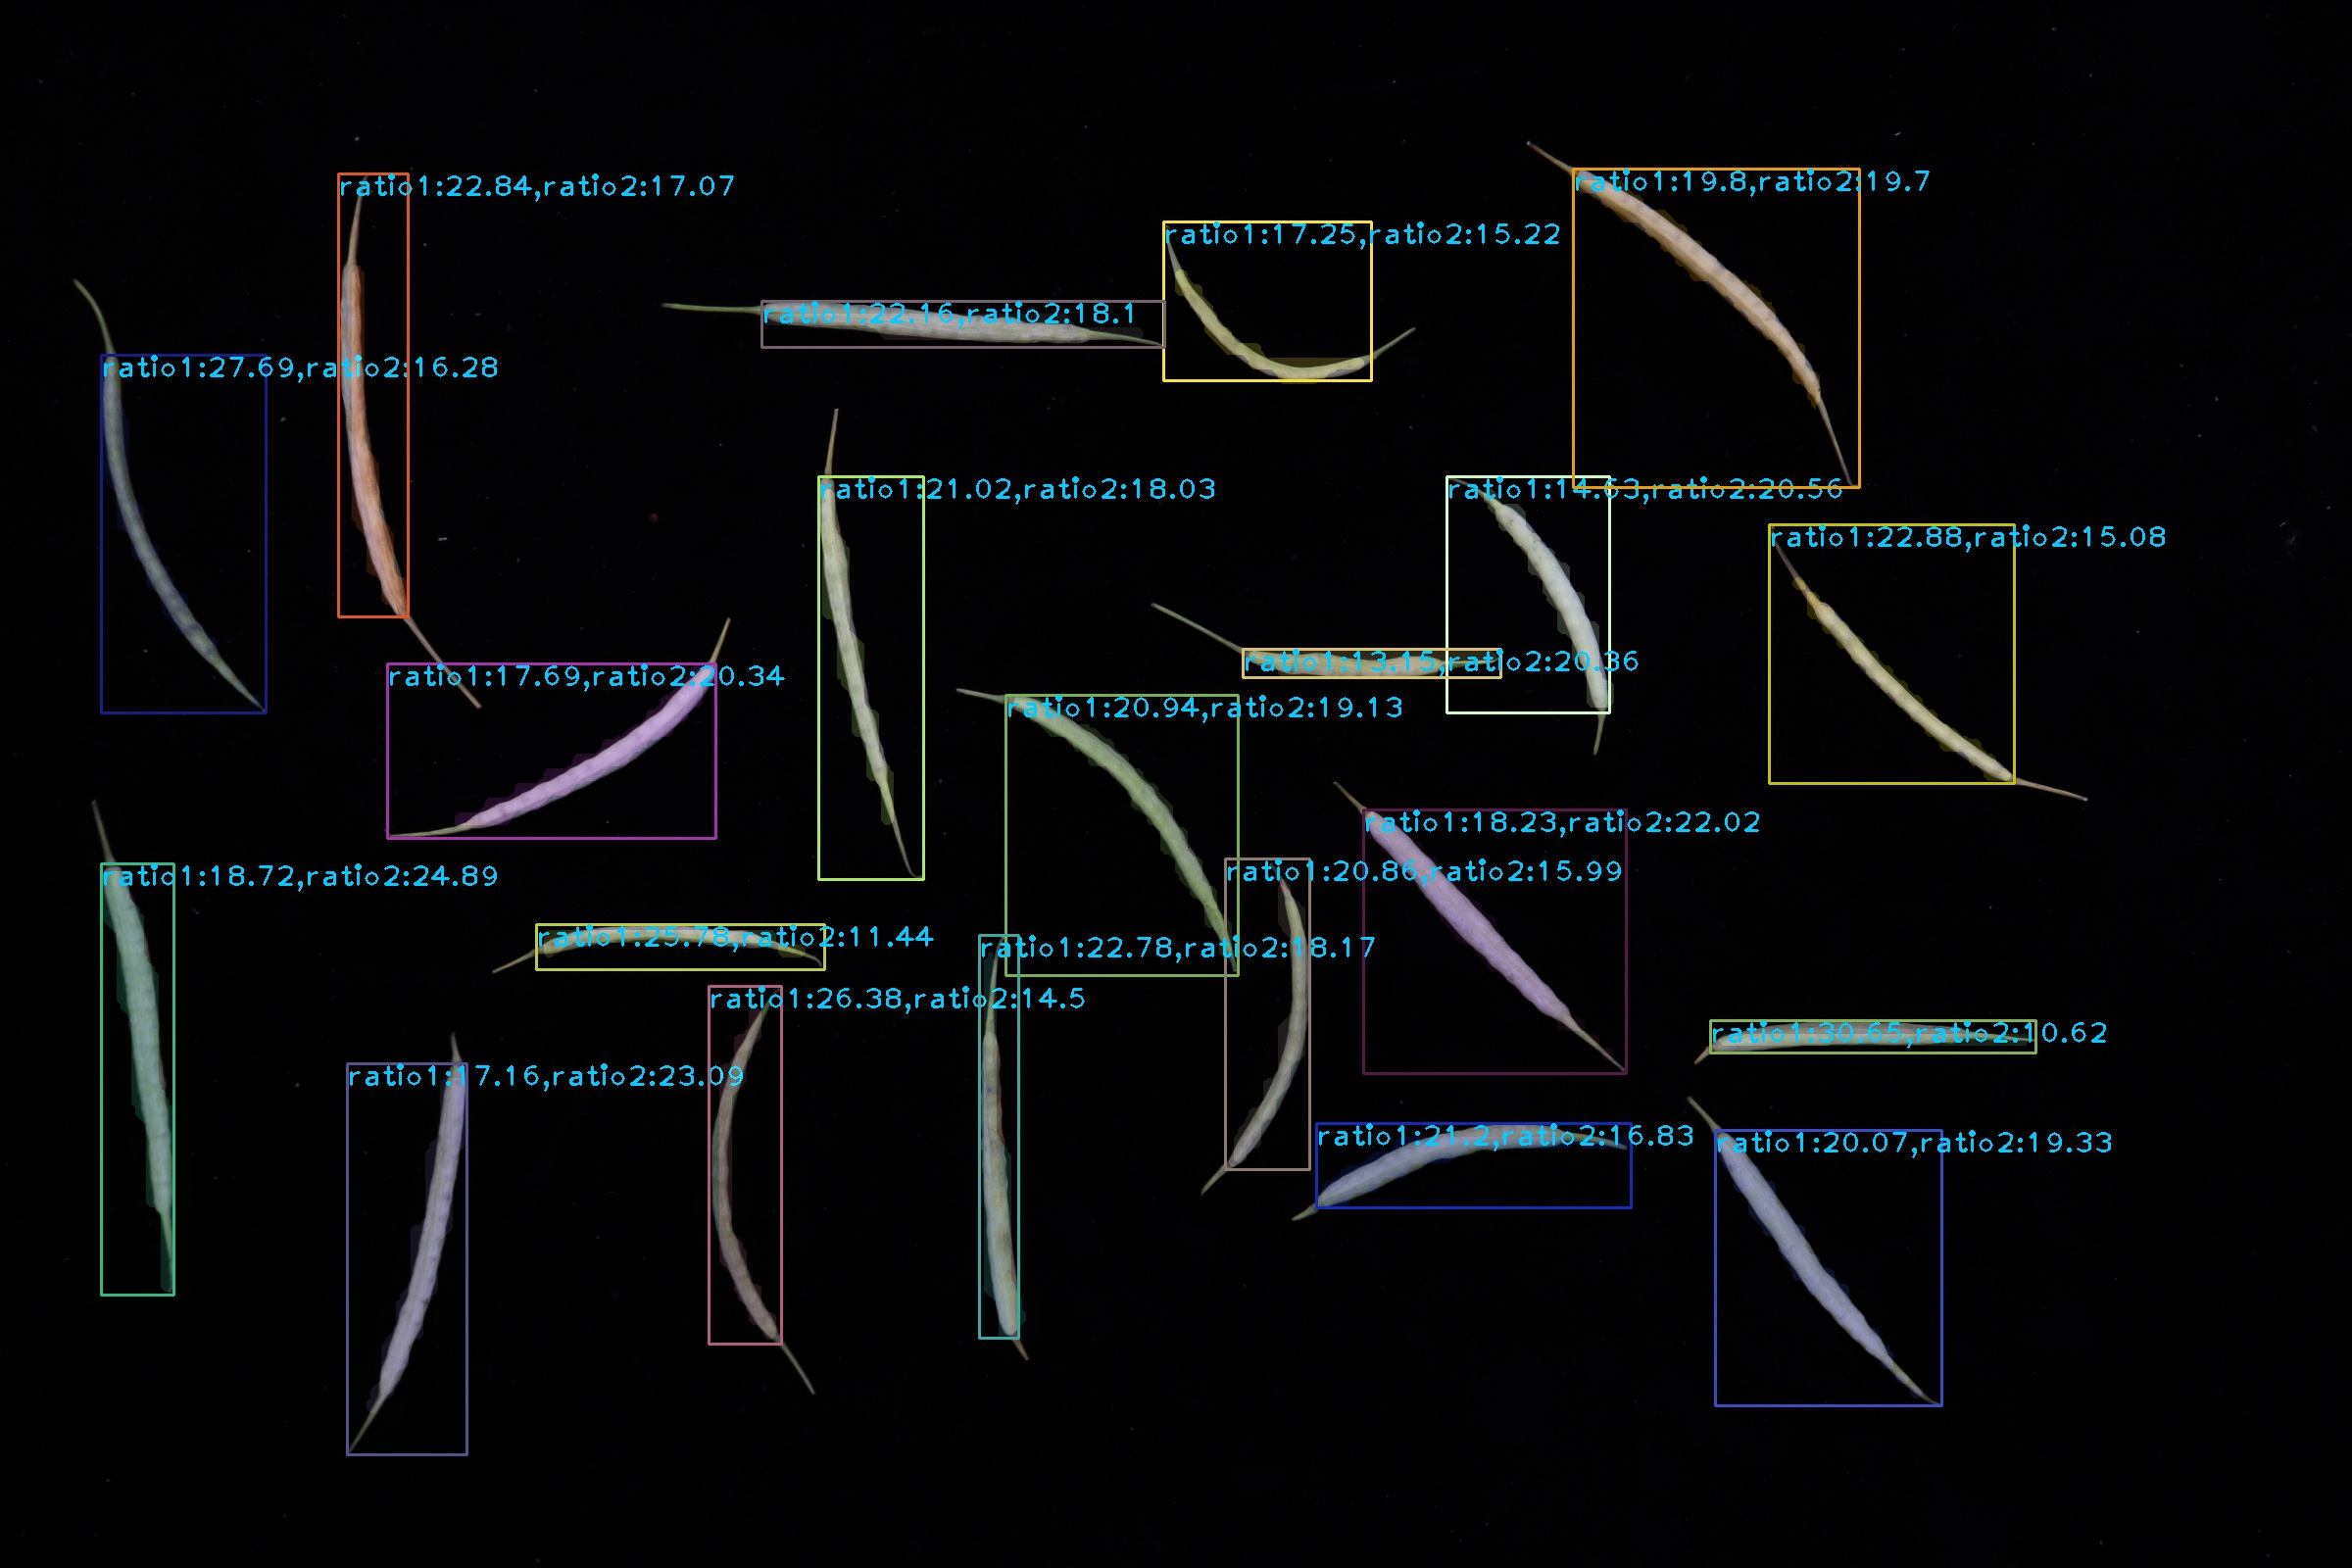 ratio1:19.8,ratio2:19.7
ratio1:22.84,ratio2:17.07
ratio1:17.25,ratio2:15.22
ratio1:22.16,ratio2:18.1
ratio1:27.69,ratio2:16.28
ratio1:21.02,ratio2:18.03
ratio1:14.63,ratio2:20.56
ratio1:22.88,ratio2:15.08
ratio1:13.15,ratio2:20.36
ratio1:17.69,ratio2:20.34
ratio1:20.94,ratio2:19.13
ratio1:18.23,ratio2:22.02
ratio1:20.86,ratio2:15.99
ratio1:18.72,ratio2:24.89
ratio1:25.78,ratio2:11.44
ratio1:22.78,ratio2:18.17
ratio1:26.38,ratio2:14.5
ratio1:30.65,ratio2:10.62
ratio1:17.16,ratio2:23.09
ratio1:21.2,ratio2:16.83
ratio1:20.07,ratio2:19.33